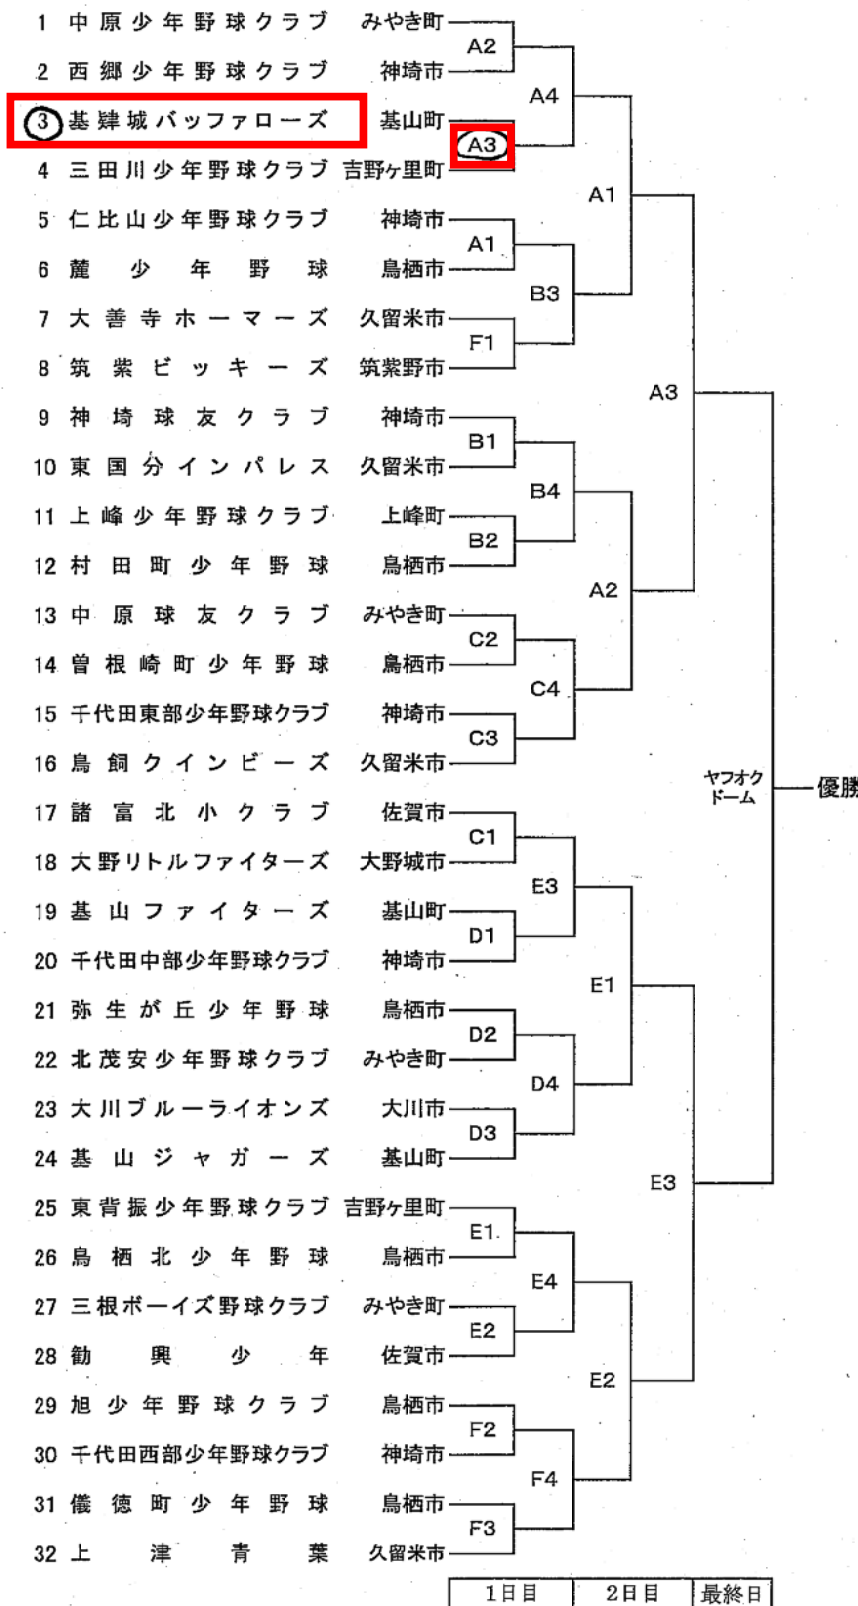 1 中原少年野球クラブ みやき町
A2
2 西郷少年野球クラブ 神埼市
A4
3 基肄城バッファローズ 基山町
A3
4 三田川少年野球クラブ 吉野ヶ里町
A1
5 仁比山少年野球クラブ 神埼市
A1
6 麓少年野球 鳥栖市
B3
7 大善寺ホーマーズ 久留米市
F1
8 筑紫ビッキーズ 筑紫野市
A3
9 神埼球友クラブ 神埼市
B1
10 東国分インパレス 久留米市
B4
11 上峰少年野球クラブ 上峰町
B2
12 村田町少年野球 鳥栖市
A2
13 中原球友クラブ みやき町
C2
14 曽根崎町少年野球 鳥栖市
C4
15 千代田東部少年野球クラブ 神埼市
C3
16 鳥飼クインビーズ 久留米市
ヤフオク
ドーム
優勝
17 諸富北小クラブ 佐賀市
C1
18 大野リトルファイターズ 大野城市
E3
19 基山ファイターズ 基山町
D1
20 千代田中部少年野球クラブ 神埼市
E1
21 弥生が丘少年野球 鳥栖市
D2
22 北茂安少年野球クラブ みやき町
D4
23 大川ブルーライオンズ 大川市
D3
24 基山ジャガーズ 基山町
E3
25 東背振少年野球クラブ 吉野ヶ里町
E1
26 鳥栖北少年野球 鳥栖市
E4
27 三根ボーイズ野球クラブ みやき町
E2
28 勧興少年 佐賀市
E2
29 旭少年野球クラブ 鳥栖市
F2
30 千代田西部少年野球クラブ 神埼市
F4
31 儀徳町少年野球 鳥栖市
F3
32 上津青葉 久留米市
1日目 2日目 最終日